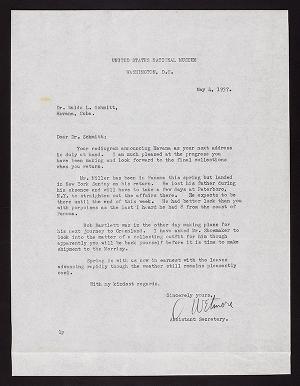 UNITED STATES NATIONAL MUSEUM
WASHINGTON, D.C.
May 4, 1937.
Dr. Waldo L. Schmitt,
Havana, Cuba.
Dear Dr. Schmitt:
Your radiogram announcing Havana as your next address
is duly at hand. I am much pleased at the progress you
have been making and look forward to the final collections
when you return.
Mr. Miller has been in Panama this spring but landed
in New York Sunday on his return. He lost his father during
his absence and will have to take a few days at Peterboro,
N.Y. to straighten out the affairs there. He expects to be
there until the end of this week. He had better luck than you
with porpoises as the last I heard he had 8 from the coast of
Panama.
Bob Bartlett was in the other day making plans for
his next journey to Greenland. I have asked Dr. Shoemaker to
look into the matter of a collecting outfit for him though
apparently you will be back yourself before it is time to make
shipment to the Morrissy.
Spring is with us now in earnest with the leaves
advancing rapidly though the weather still remains pleasantly
cool.
With my kindest regards.
Sincerely yours,
A Wetmore
Assistant Secretary.